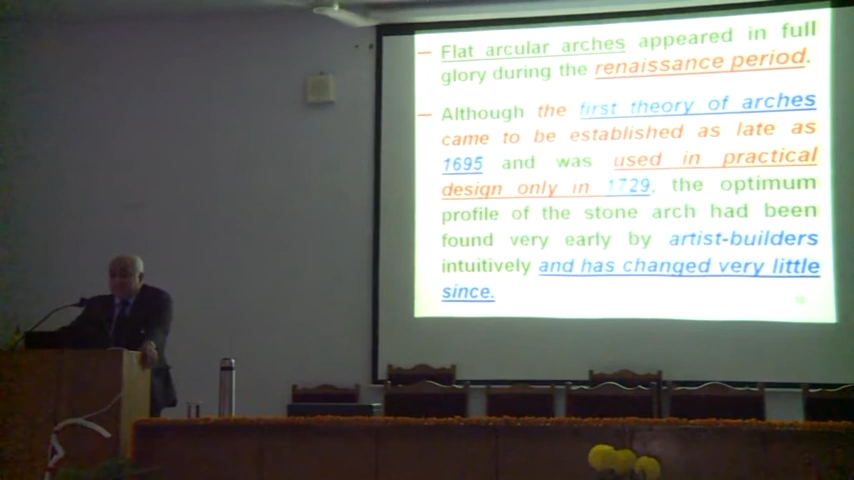 – Flat arcular arches appeared in full
glory during the renaissance period.
– Although the first theory of arches
came to be established as late as
1695 and was used in practical
design only in 1729, the optimum
profile of the stone arch had been
found very early by artist-builders
intuitively and has changed very little
since.